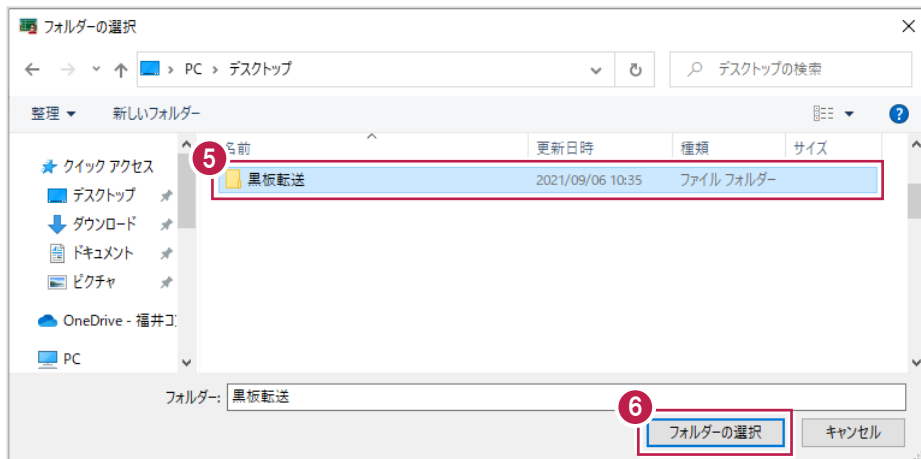 フォルダーの選択
PC › デスクトップ
デスクトップの検索
整理
新しいフォルダー
名前 更新日時 種類 サイズ
5
黒板転送 2021/09/06 10:35 ファイル フォルダー
クイック アクセス
デスクトップ
ダウンロード
ドキュメント
ピクチャ
OneDrive - 福井コ
PC
フォルダー: 黒板転送
6
フォルダーの選択 キャンセル